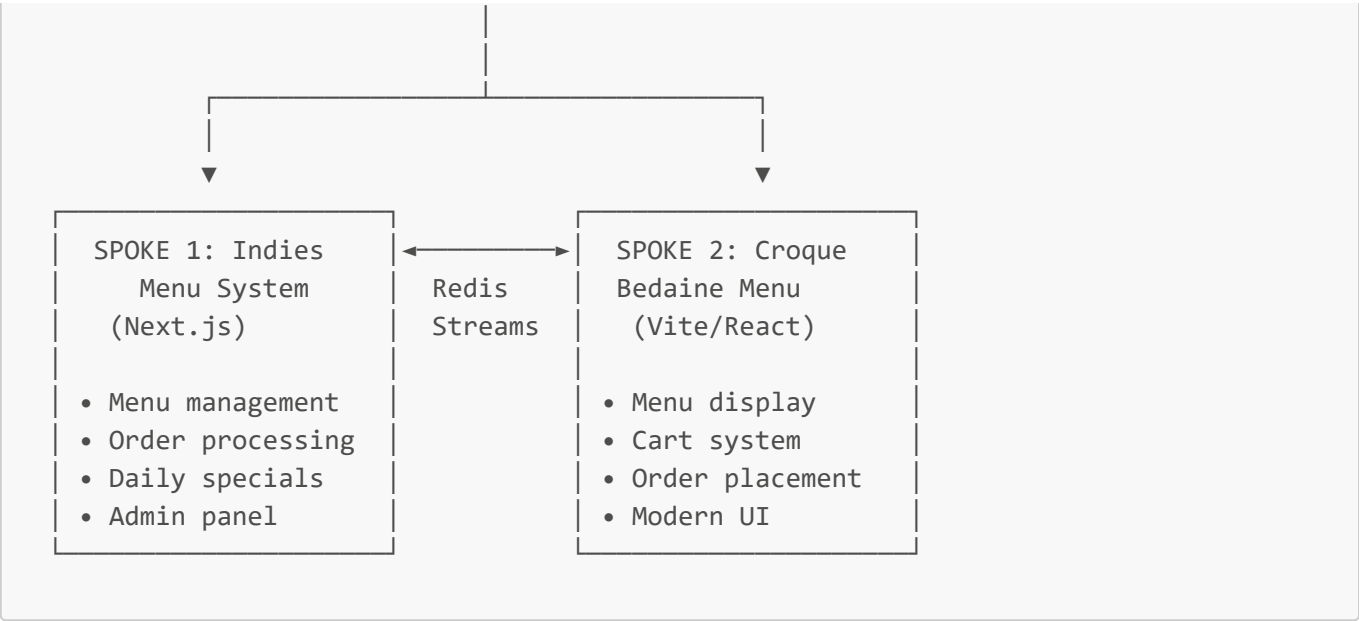 SPOKE 1: Indies SPOKE 2: Croque
Menu System Redis Bedaine Menu
(Next.js) Streams (Vite/React)
• Menu management • Menu display
• Order processing • Cart system
• Daily specials • Order placement
• Admin panel • Modern UI